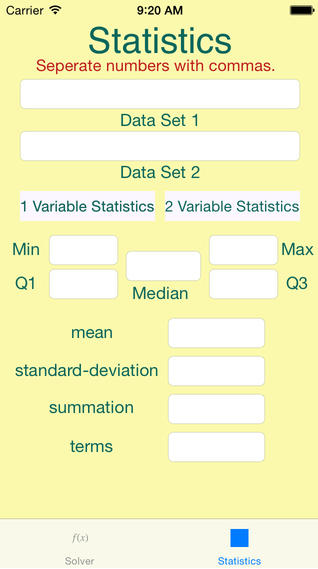 Carrier 9:20 AM
Statistics
Seperate numbers with commas.
Data Set 1
Data Set 2
1 Variable Statistics 2 Variable Statistics
Min Max
Q1 Median Q3
mean
standard-deviation
summation
terms
f(x)
Solver Statistics